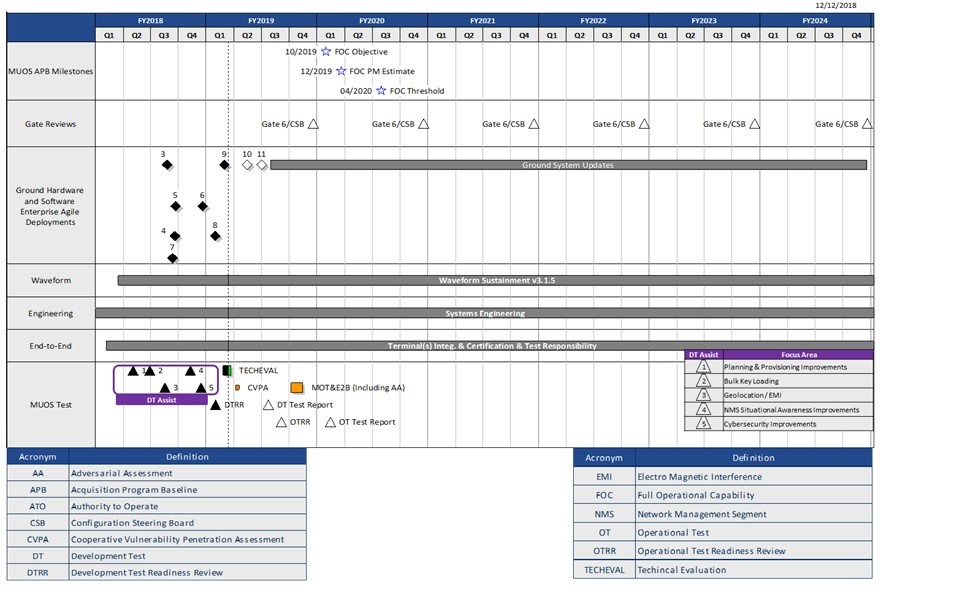 12/12/2018
FY2018 FY2019 FY2020 FY2021 FY2022 FY2023 FY2024
Q1 Q2 Q3 Q4 Q1 Q2 Q3 Q4 Q1 Q2 Q3 Q4 Q1 Q2 Q3 Q4 Q1 Q2 Q3 Q4 Q1 Q2 Q3 Q4 Q1 Q2 Q3 Q4
MUOS APB Milestones
10/2019 FOC Objective
12/2019 FOC PM Estimate
04/2020 FOC Threshold
Gate Reviews
Gate 6/CSB Gate 6/CSB Gate 6/CSB Gate 6/CSB Gate 6/CSB Gate 6/CSB
Ground Hardware
and Software
Enterprise Agile
Deployments
3 9 10 11
Ground System Updates
5 6
4 8
7
Waveform
Waveform Sustainment v3.1.5
Engineering
Systems Engineering
End-to-End
Terminal(s) Integ. & Certification & Test Responsibility
MUOS Test
1 2 4 TECHEVAL
3 5 CVPA MOT&E2B (Including AA)
DT Assist
DTRR DT Test Report
OTRR OT Test Report
DT Assist Focus Area
1 Planning & Provisioning Improvements
2 Bulk Key Loading
3 Geolocation / EMI
4 NMS Situational Awareness Improvements
5 Cybersecurity Improvements
Acronym Definition
AA Adversarial Assessment
APB Acquisition Program Baseline
ATO Authority to Operate
CSB Configuration Steering Board
CVPA Cooperative Vulnerability Penetration Assessment
DT Development Test
DTRR Development Test Readiness Review
Acronym Definition
EMI Electro Magnetic Interference
FOC Full Operational Capability
NMS Network Management Segment
OT Operational Test
OTRR Operational Test Readiness Review
TECHEVAL Techincal Evaluation